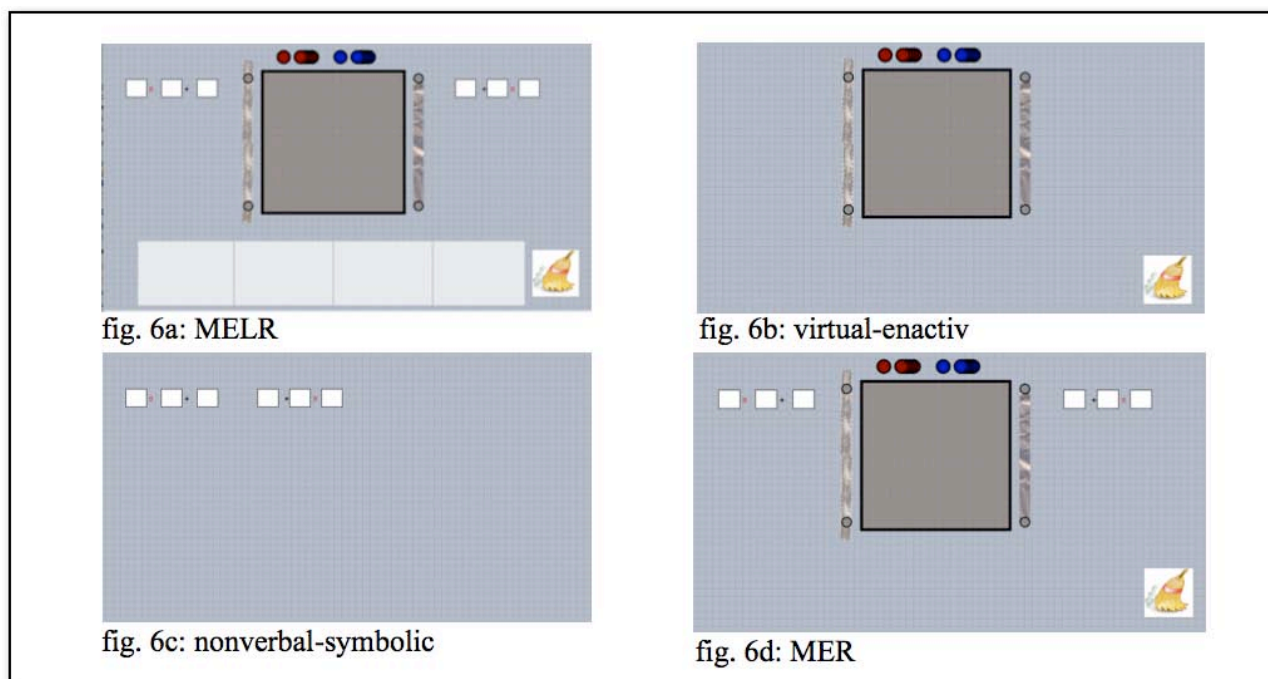 fig. 6a: MELR
fig. 6b: virtual-enactiv
fig. 6c: nonverbal-symbolic
fig. 6d: MER